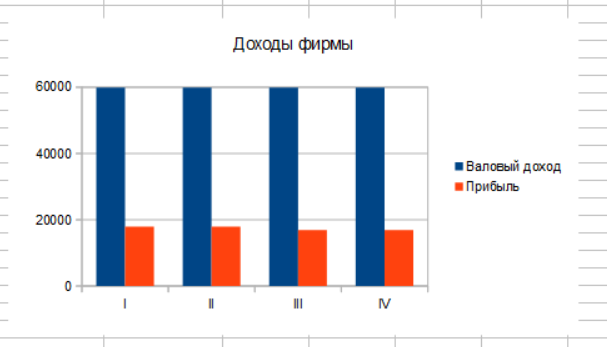 Доходы фирмы
60000
40000
20000
0
I
II
III
IV
Валовый доход
Прибыль